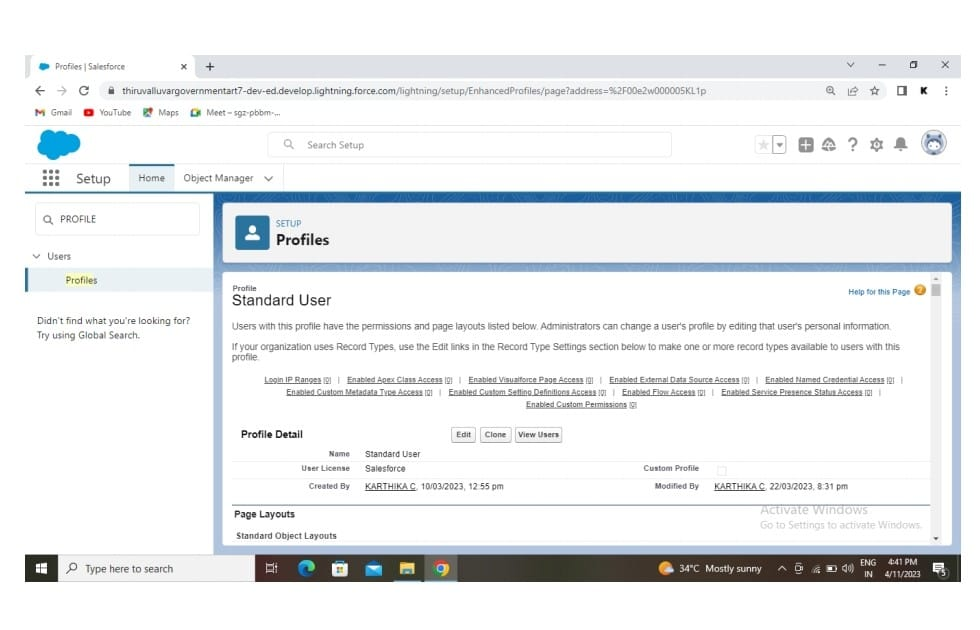 Profiles | Salesforce
thiruvalluvargovernmentart7-dev-ed.develop.lightning.force.com/lightning/setup/EnhancedProfiles/page?address=%2F00e2w000005KL1p
Gmail YouTube Maps Meet – sgz-pbbm-...
Search Setup
Setup Home Object Manager
PROFILE
Users
Profiles
Didn't find what you're looking for?
Try using Global Search.
SETUP
Profiles
Profile
Standard User
Help for this Page
Users with this profile have the permissions and page layouts listed below. Administrators can change a user's profile by editing that user's personal information.
If your organization uses Record Types, use the Edit links in the Record Type Settings section below to make one or more record types available to users with this
profile.
Login IP Ranges [0] | Enabled Apex Class Access [0] | Enabled Visualforce Page Access [0] | Enabled External Data Source Access [0] | Enabled Named Credential Access [0] |
Enabled Custom Metadata Type Access [0] | Enabled Custom Setting Definitions Access [0] | Enabled Flow Access [0] | Enabled Service Presence Status Access [0] |
Enabled Custom Permissions [0]
Profile Detail Edit Clone View Users
Name Standard User
User License Salesforce Custom Profile
Created By KARTHIKA C, 10/03/2023, 12:55 pm Modified By KARTHIKA C, 22/03/2023, 8:31 pm
Page Layouts
Standard Object Layouts
Activate Windows
Go to Settings to activate Windows.
Type here to search
34°C Mostly sunny
ENG
IN
4:41 PM
4/11/2023
5